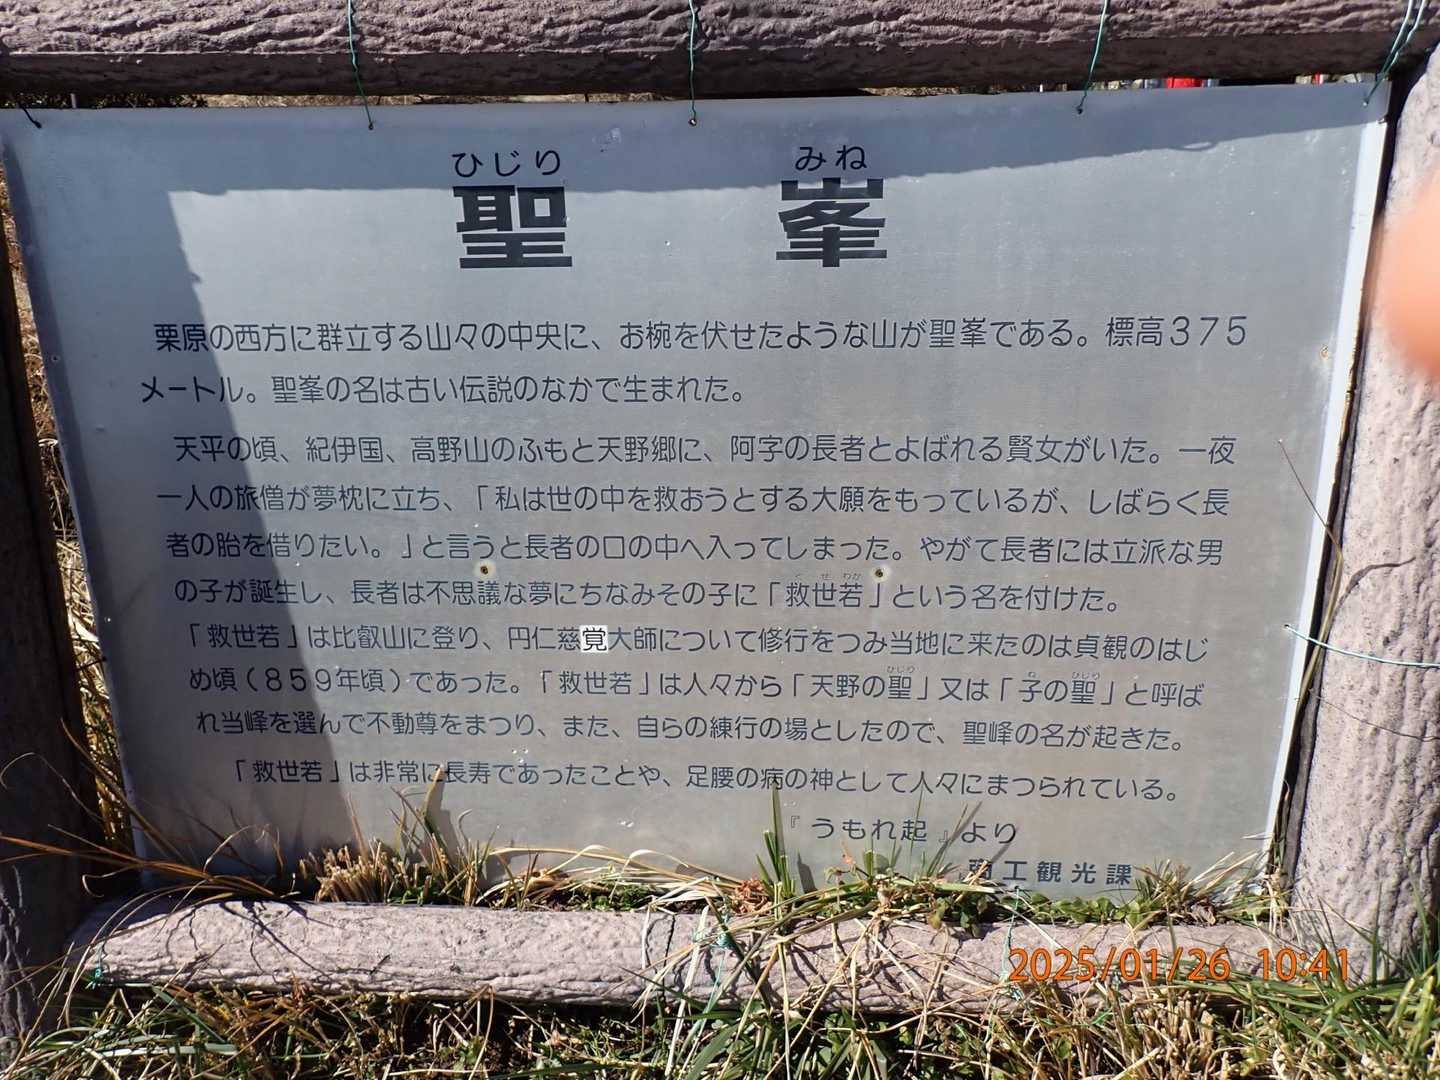 ひじり みね
聖 峯
栗原の西方に群立する山々の中央に、お椀を伏せたような山が聖峯である。標高375
メートル。聖峯の名は古い伝説のなかで生まれた。
天平の頃、紀伊国、高野山のふもと天野郷に、阿字の長者とよばれる賢女がいた。一夜
一人の旅僧が夢枕に立ち、「私は世の中を救おうとする大願をもっているが、しばらく長
者の胎を借りたい。」と言うと長者の口の中へ入ってしまった。やがて長者には立派な男
くせわか
の子が誕生し、長者は不思議な夢にちなみその子に「救世若」という名を付けた。
「救世若」は比叡山に登り、円仁慈覚大師について修行をつみ当地に来たのは貞観のはじ
ひじり ね ひじり
め頃(859年頃)であった。「救世若」は人々から「天野の聖」又は「子の聖」と呼ば
れ当峰を選んで不動尊をまつり、また、自らの練行の場としたので、聖峰の名が起きた。
「救世若」は非常に長寿であったことや、足腰の病の神として人々にまつられている。
『うもれ起』より
商工観光課
2025/01/26 10:41